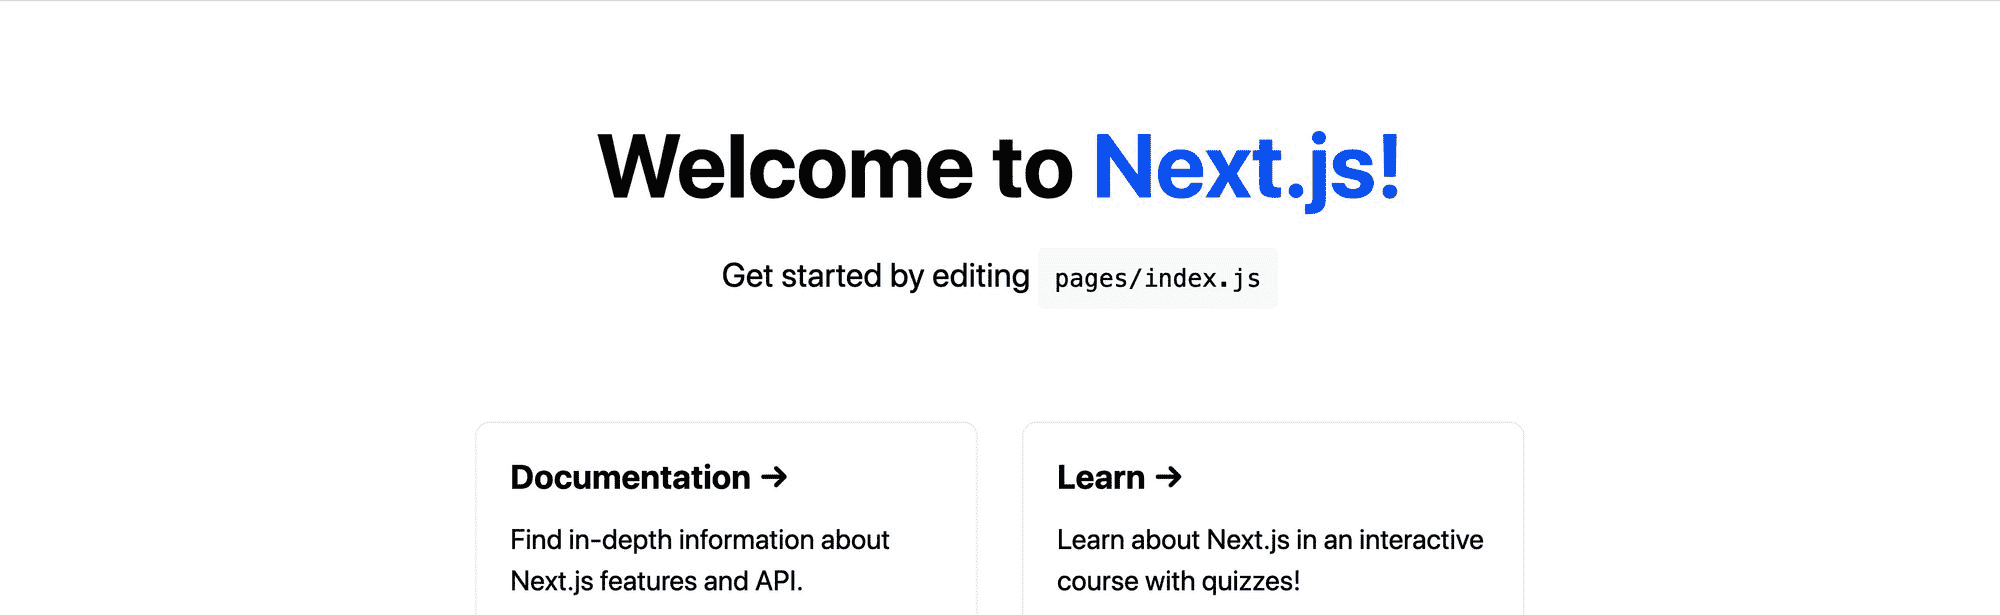 Welcome to Next.js!
Get started by editing pages/index.js
Documentation →
Find in-depth information about
Next.js features and API.
Learn →
Learn about Next.js in an interactive
course with quizzes!